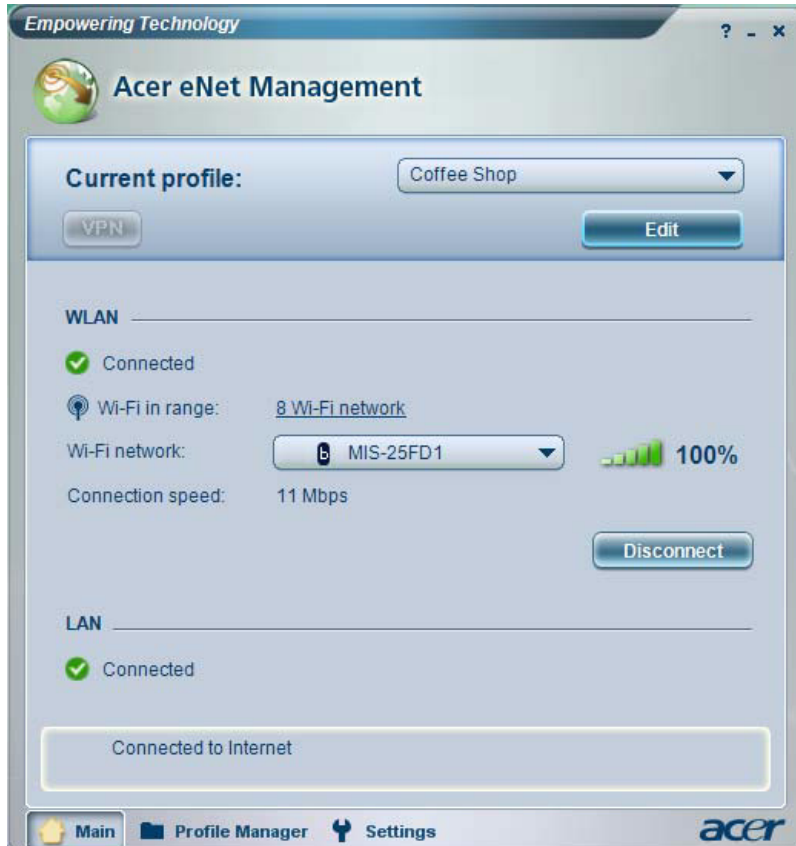 Empowering Technology
? - ×
Acer eNet Management
Current profile:
Coffee Shop
VPN
Edit
WLAN
Connected
Wi-Fi in range: 8 Wi-Fi network
Wi-Fi network: b MIS-25FD1 100%
Connection speed: 11 Mbps
Disconnect
LAN
Connected
Connected to Internet
Main Profile Manager Settings acer